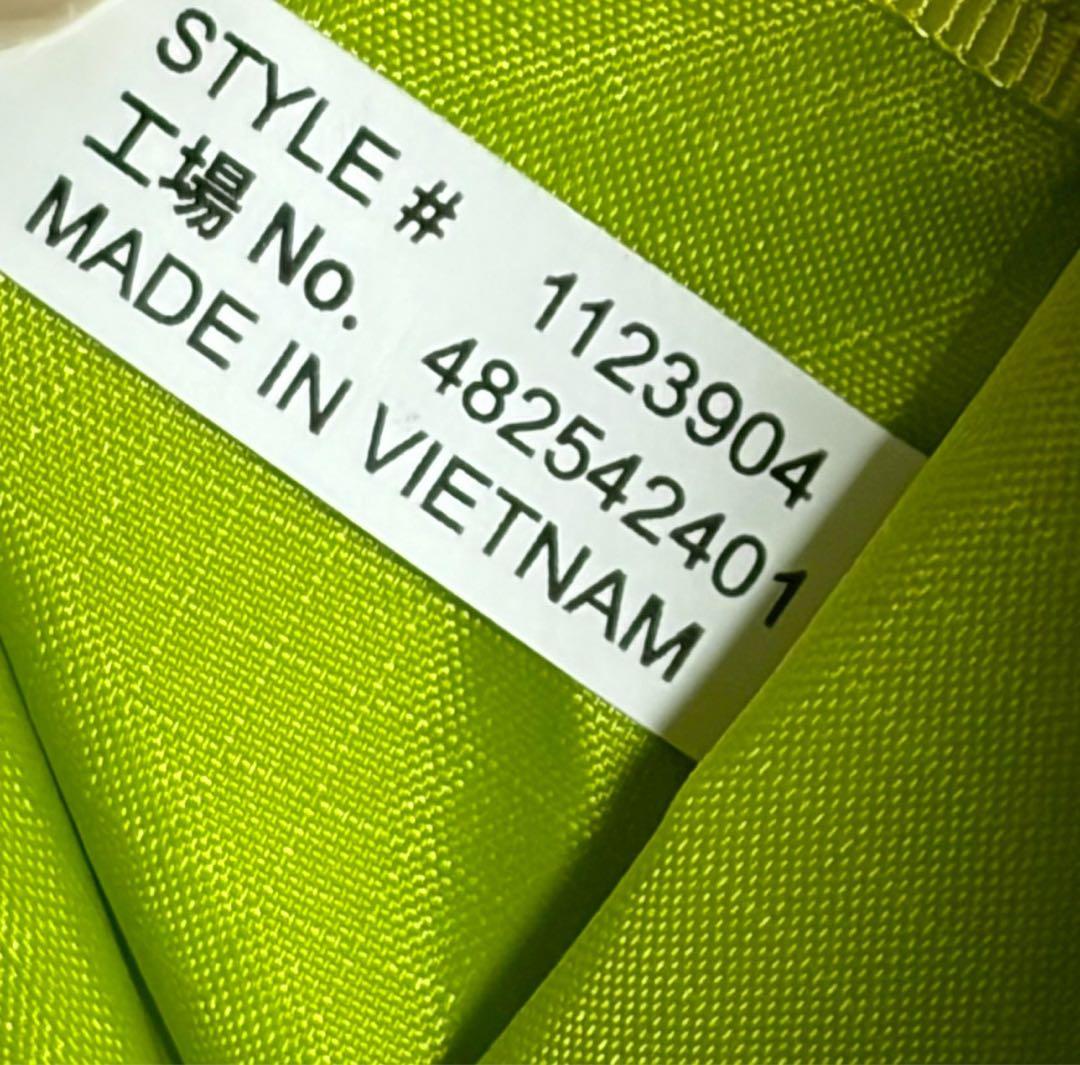 STYLE # 1123904
工場 No. 482542401
MADE IN VIETNAM